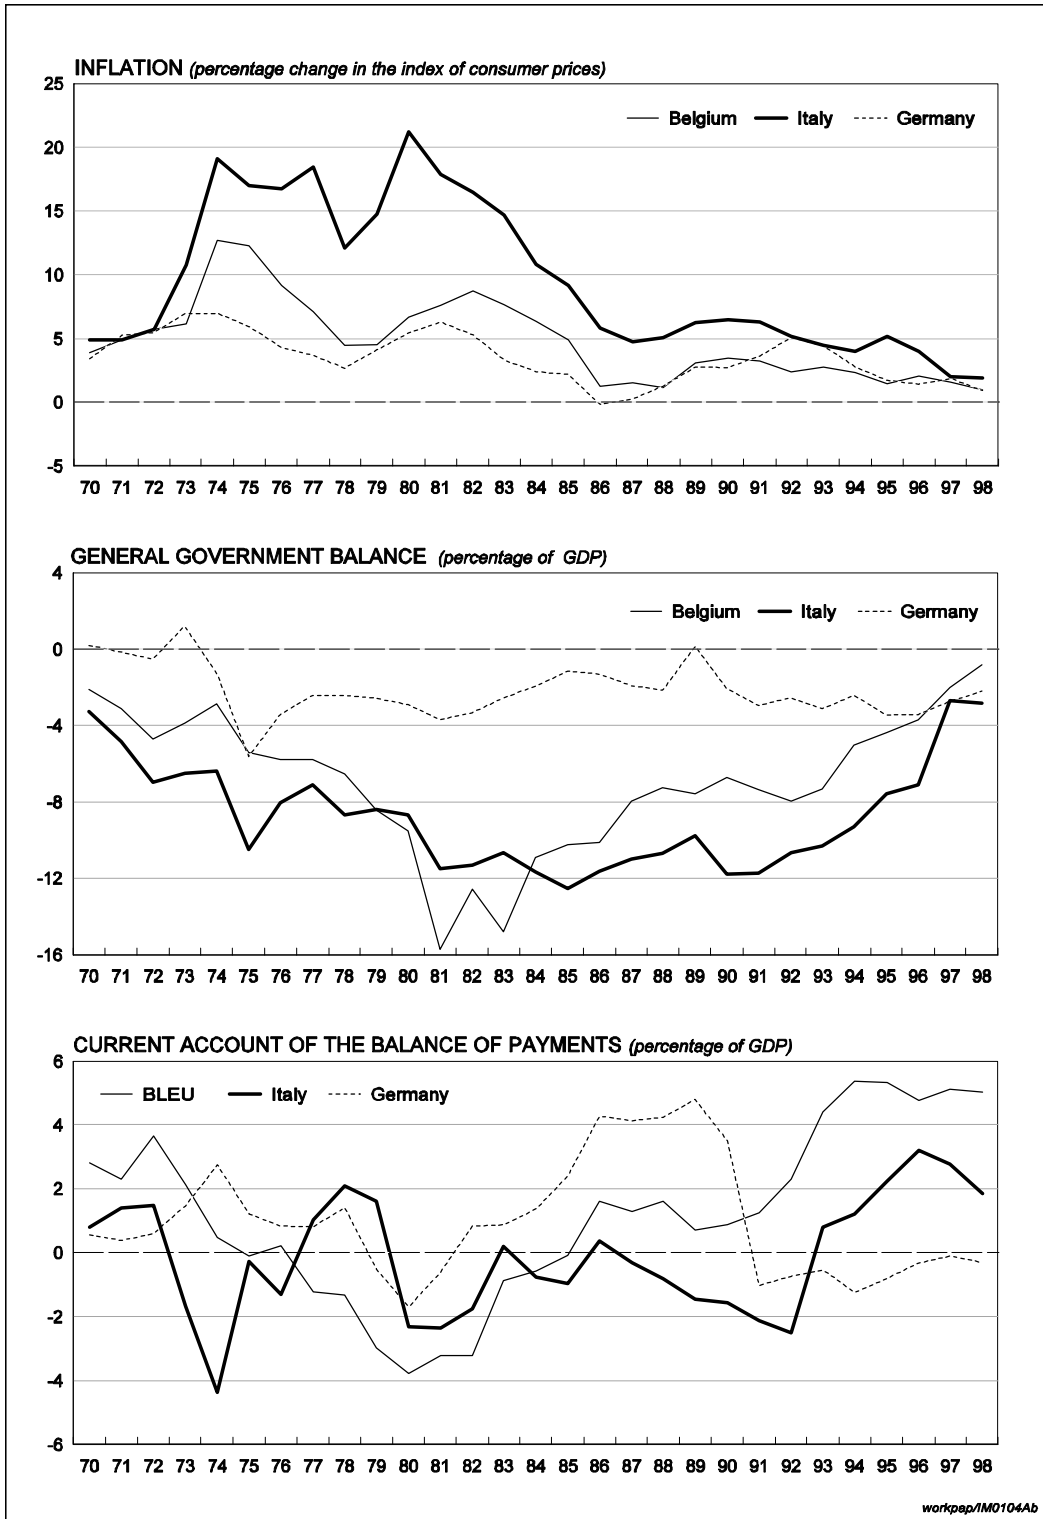 INFLATION (percentage change in the index of consumer prices)
25
Belgium Italy Germany
20
15
10
5
0
-5
70 71 72 73 74 75 76 77 78 79 80 81 82 83 84 85 86 87 88 89 90 91 92 93 94 95 96 97 98
GENERAL GOVERNMENT BALANCE (percentage of GDP)
4
Belgium Italy Germany
0
-4
-8
-12
-16
70 71 72 73 74 75 76 77 78 79 80 81 82 83 84 85 86 87 88 89 90 91 92 93 94 95 96 97 98
CURRENT ACCOUNT OF THE BALANCE OF PAYMENTS (percentage of GDP)
6
BLEU Italy Germany
4
2
0
-2
-4
-6
70 71 72 73 74 75 76 77 78 79 80 81 82 83 84 85 86 87 88 89 90 91 92 93 94 95 96 97 98
workpap/IM0104Ab